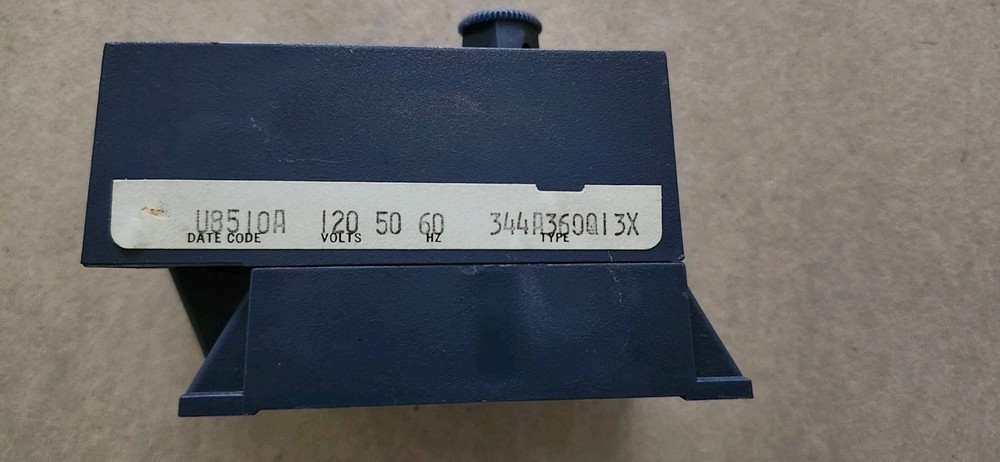 U8510A 120 50 60 344A360Q13X
DATE CODE VOLTS HZ TYPE